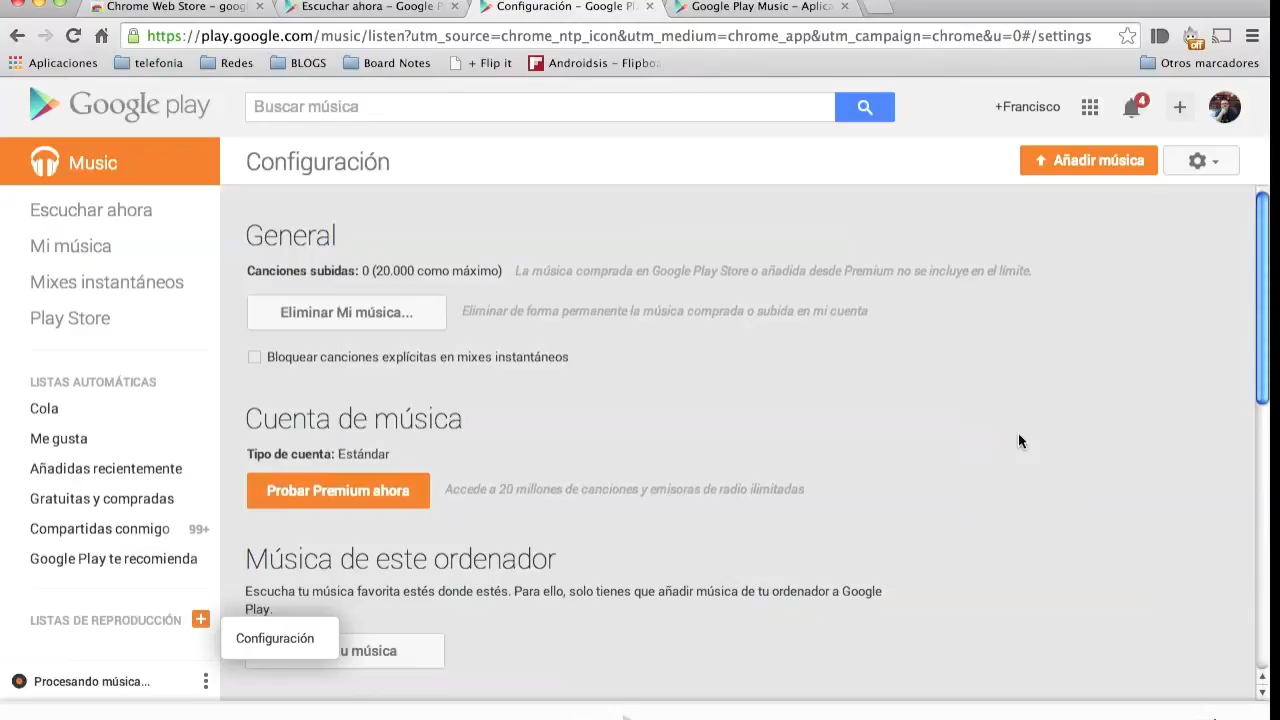 Chrome Web Store - goog
Escuchar ahora - Google P
Configuración - Google Pl
Google Play Music - Aplica
https://play.google.com/music/listen?utm_source=chrome_ntp_icon&utm_medium=chrome_app&utm_campaign=chrome&u=0#/settings
off
Aplicaciones
telefonia
Redes
BLOGS
Board Notes
+ Flip it
Androidsis - Flipbo
Otros marcadores
Google play
Buscar música
+Francisco
4
Music
Configuración
Añadir música
Escuchar ahora
Mi música
Mixes instantáneos
Play Store
LISTAS AUTOMÁTICAS
Cola
Me gusta
Añadidas recientemente
Gratuitas y compradas
Compartidas conmigo 99+
Google Play te recomienda
LISTAS DE REPRODUCCIÓN
Procesando música...
General
Canciones subidas: 0 (20.000 como máximo) La música comprada en Google Play Store o añadida desde Premium no se incluye en el límite.
Eliminar Mi música... Eliminar de forma permanente la música comprada o subida en mi cuenta
Bloquear canciones explícitas en mixes instantáneos
Cuenta de música
Tipo de cuenta: Estándar
Probar Premium ahora Accede a 20 millones de canciones y emisoras de radio ilimitadas
Música de este ordenador
Escucha tu música favorita estés donde estés. Para ello, solo tienes que añadir música de tu ordenador a Google
Play.
Configuración
u música